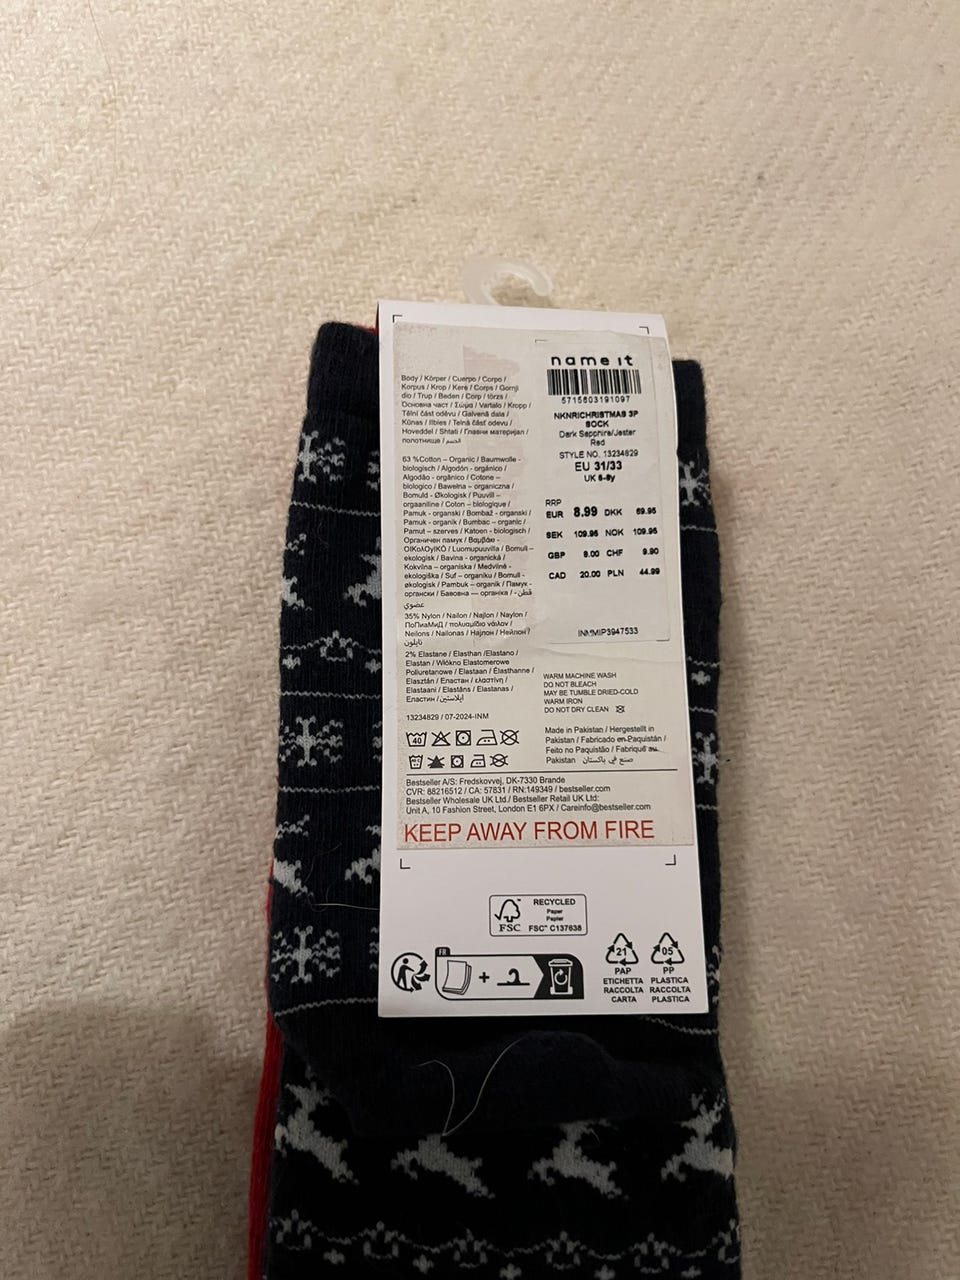 name it
5715603191097
NKNRICHRISTMAS 3P
SOCK
Dark Sapphire/Jester
Red
STYLE NO. 13234829
EU 31/33
UK 6-8y
RRP
EUR 8.99 DKK 69.95
SEK 109.95 NOK 109.95
GBP 8.00 CHF 9.90
CAD 20.00 PLN 44.99
INMMIP3947533
Body / Körper / Cuerpo / Corpo /
Korpus / Krop / Kere / Corps / Gornji
dio / Trup / Beden / Corp / törzs /
Основна част / Σώμα / Vartalo / Kropp /
Tělní část oděvu / Galvenā daļa /
Kūnas / Ilbies / Telná časť odevu /
Hoveddel / Shtati / Главни материјал /
полотнище / الجسم
63 %Cotton – Organic / Baumwolle -
biologisch / Algodón - orgánico /
Algodão - orgânico / Cotone –
biologico / Bawełna – organiczna /
Bomuld - Økologisk / Puuvill –
orgaaniline / Coton – biologique /
Pamuk - organski / Bombaž - organski /
Pamuk - organik / Bumbac – organic /
Pamut – szerves / Katoen - biologisch /
Органичен памук / Βαμβάκι -
ΟΙΚολΟγΙΚΌ / Luomupuuvilla / Bomull –
ekologisk / Bavlna - organická /
Kokvilna – organiska / Medvilnė -
ekologiška / Suf – organiku / Bomull -
økologisk / Pambuk – organik / Памук -
органски / Бавовна — органіка / قطن -
عضوي
35% Nylon / Nailon / Najlon / Naylon /
ПоПиаМиД / πολυαμίδιο νάιλον /
Neilons / Nailonas / Најлон / Нейлон /
نايلون
2% Elastane / Elasthan /Elastano /
Elastan / Włókno Elastomerowe
Poliuretanowe / Elastaan / Élasthanne /
Elasztán / Еластан / ελαστίνη /
Elastaani / Elastāns / Elastanas /
Еластин / إيلاستين
13234829 / 07-2024-INM
40
WARM MACHINE WASH
DO NOT BLEACH
MAY BE TUMBLE DRIED-COLD
WARM IRON
DO NOT DRY CLEAN
Made in Pakistan / Hergestellt in
Pakistan / Fabricado en Paquistán /
Feito no Paquistão / Fabriqué au
Pakistan صنع في باكستان
Bestseller A/S: Fredskovvej, DK-7330 Brande
CVR: 88216512 / CA: 57831 / RN:149349 / bestseller.com
Bestseller Wholesale UK Ltd./ Bestseller Retail UK Ltd:
Unit A, 10 Fashion Street, London E1 6PX / Careinfo@bestseller.com
KEEP AWAY FROM FIRE
FSC
RECYCLED
Paper
Papier
FSC™ C137638
FR
+
21
PAP
ETICHETTA
RACCOLTA
CARTA
05
PP
PLASTICA
RACCOLTA
PLASTICA